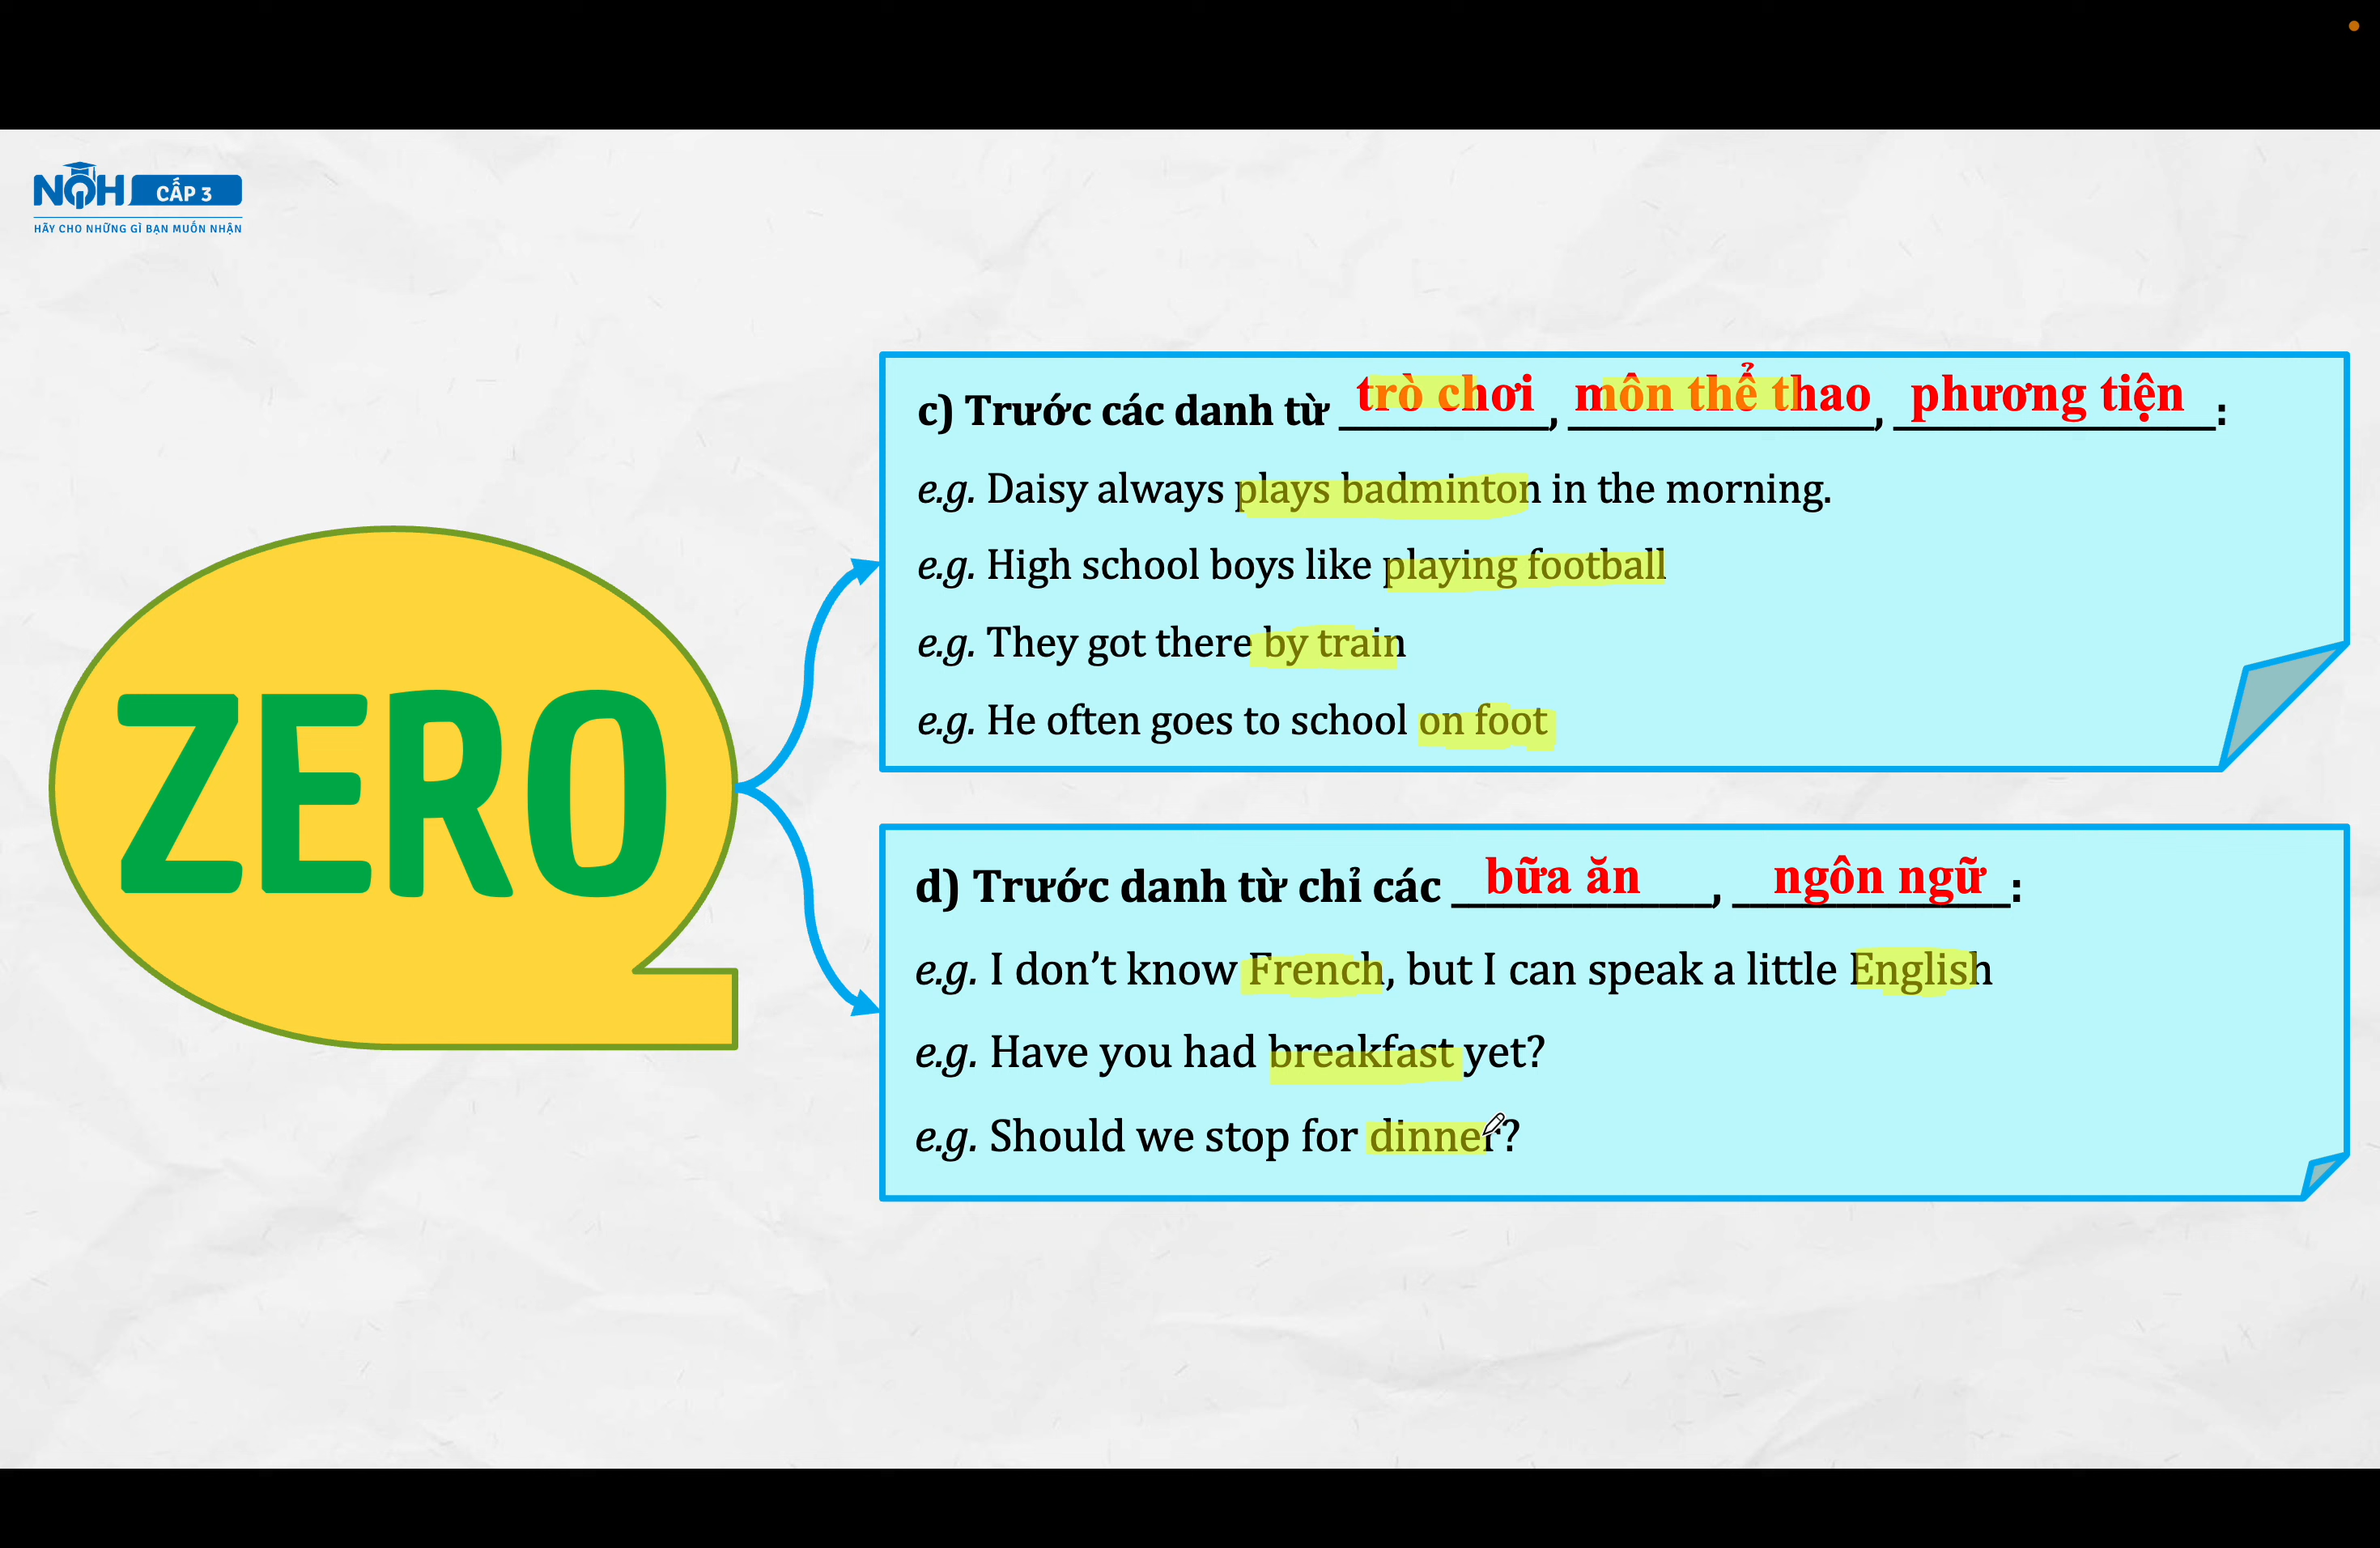 NQH CẤP 3
HÃY CHO NHỮNG GÌ BẠN MUỐN NHẬN
ZERO
c) Trước các danh từ trò chơi, môn thể thao, phương tiện:
e.g. Daisy always plays badminton in the morning.
e.g. High school boys like playing football
e.g. They got there by train
e.g. He often goes to school on foot
d) Trước danh từ chỉ các bữa ăn, ngôn ngữ:
e.g. I don’t know French, but I can speak a little English
e.g. Have you had breakfast yet?
e.g. Should we stop for dinner?